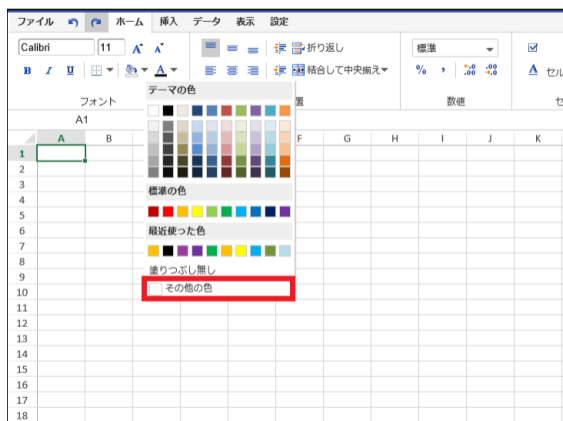 ファイル ホーム 挿入 データ 表示 設定
Calibri 11 A A 折り返し 標準
B I U A 結合して中央揃え % , .00 .00 A セル
フォント 置 数値 セ
テーマの色
標準の色
最近使った色
塗りつぶし無し
その他の色
A1
A B F G H I J K
1
2
3
4
5
6
7
8
9
10
11
12
13
14
15
16
17
18